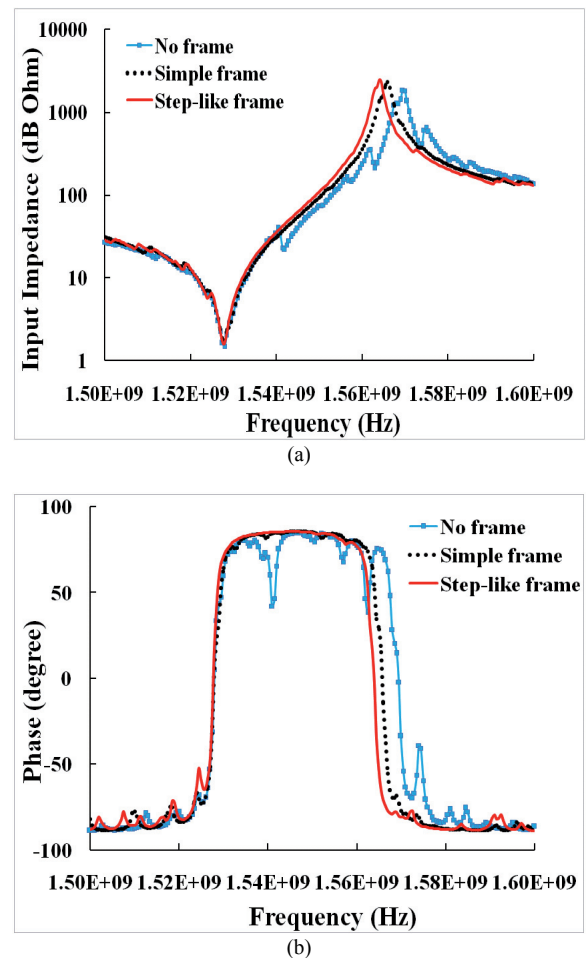 10000
1000
100
10
1
Input Impedance (dB Ohm)
No frame
Simple frame
Step-like frame
1.50E+09 1.52E+09 1.54E+09 1.56E+09 1.58E+09 1.60E+09
Frequency (Hz)
(a)
100
50
0
-50
-100
Phase (degree)
No frame
Simple frame
Step-like frame
1.50E+09 1.52E+09 1.54E+09 1.56E+09 1.58E+09 1.60E+09
Frequency (Hz)
(b)